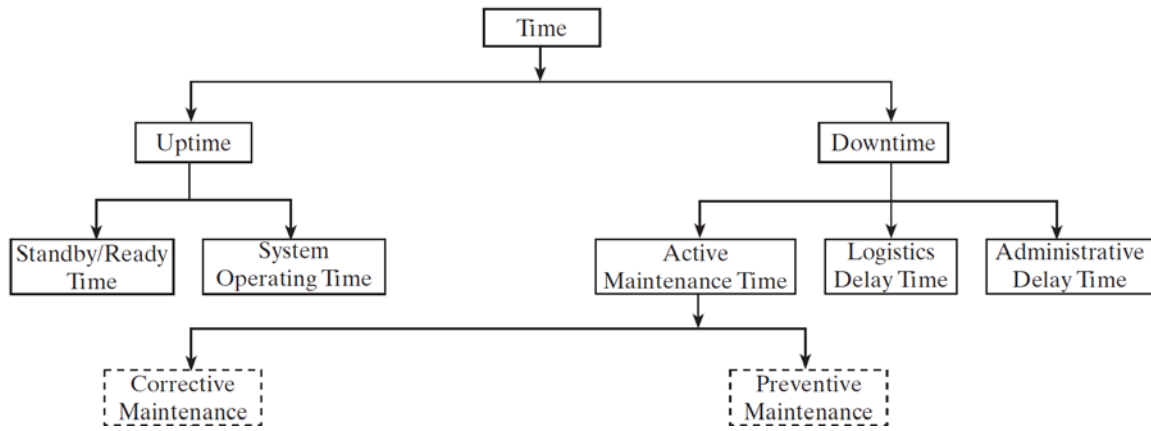 Time
Uptime
Downtime
Standby/Ready
Time
System
Operating Time
Active
Maintenance Time
Logistics
Delay Time
Administrative
Delay Time
Corrective
Maintenance
Preventive
Maintenance